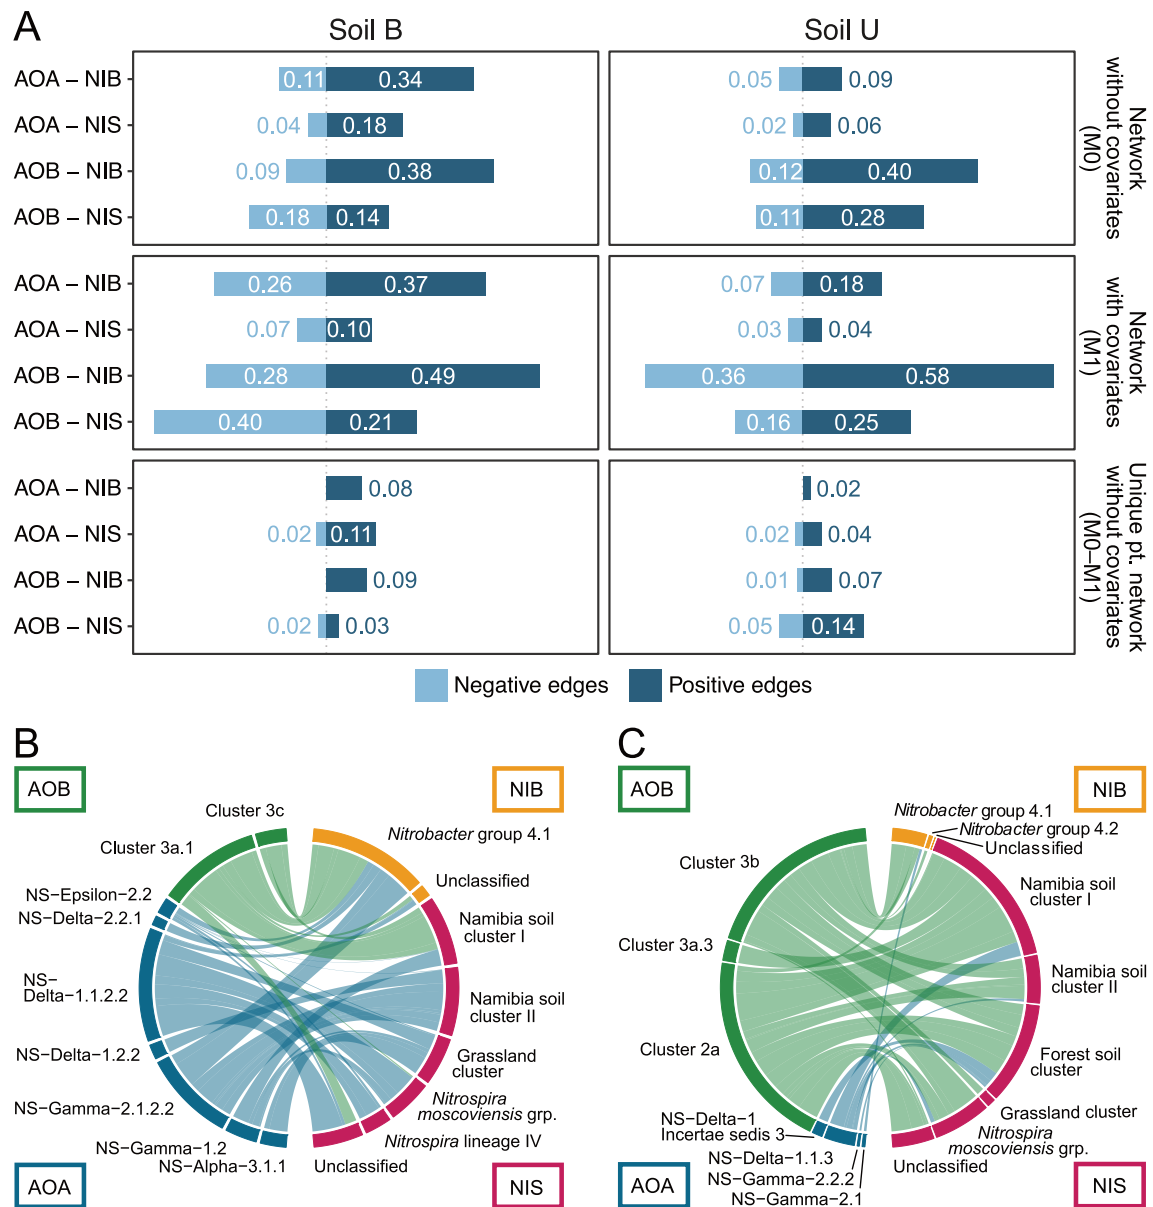 A
Soil B
Soil U
AOA – NIB
0.11
0.34
0.05
0.09
AOA – NIS
0.04
0.18
0.02
0.06
AOB – NIB
0.09
0.38
0.12
0.40
AOB – NIS
0.18
0.14
0.11
0.28
Network
without covariates
(M0)
AOA – NIB
0.26
0.37
0.07
0.18
AOA – NIS
0.07
0.10
0.03
0.04
AOB – NIB
0.28
0.49
0.36
0.58
AOB – NIS
0.40
0.21
0.16
0.25
Network
with covariates
(M1)
AOA – NIB
0.08
0.02
AOA – NIS
0.02
0.11
0.02
0.04
AOB – NIB
0.09
0.01
0.07
AOB – NIS
0.02
0.03
0.05
0.14
Unique pt. network
without covariates
(M0–M1)
Negative edges
Positive edges
B
AOB
NIB
Cluster 3c
Cluster 3a.1
NS−Epsilon−2.2
NS−Delta−2.2.1
NS−
Delta−1.1.2.2
NS−Delta−1.2.2
NS−Gamma−2.1.2.2
NS−Gamma−1.2
NS−Alpha−3.1.1
Nitrobacter group 4.1
Unclassified
Namibia soil
cluster I
Namibia soil
cluster II
Grassland
cluster
Nitrospira
moscoviensis grp.
Nitrospira lineage IV
Unclassified
AOA
NIS
C
AOB
NIB
Cluster 3b
Cluster 3a.3
Cluster 2a
NS−Delta−1
Incertae sedis 3
NS−Delta−1.1.3
NS−Gamma−2.2.2
NS−Gamma−2.1
Nitrobacter group 4.1
Nitrobacter group 4.2
Unclassified
Namibia soil
cluster I
Namibia soil
cluster II
Forest soil
cluster
Grassland cluster
Nitrospira
moscoviensis grp.
Unclassified
AOA
NIS